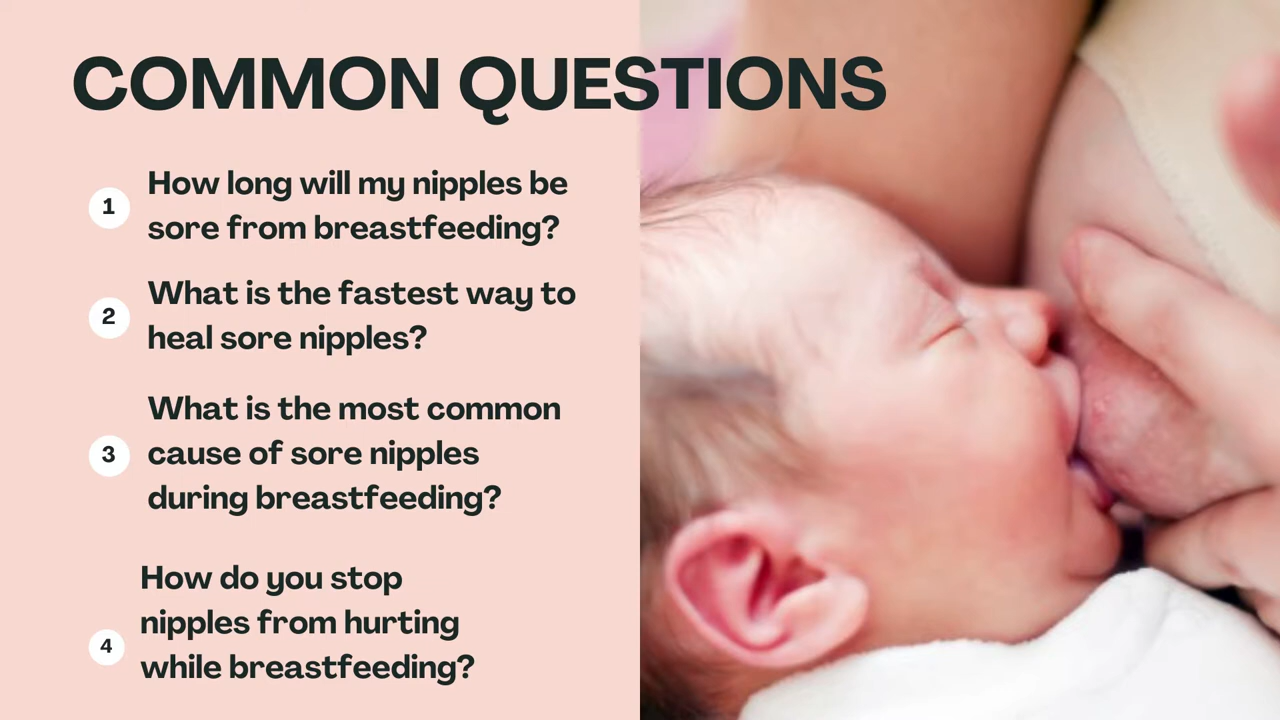 COMMON QUESTIONS
1
How long will my nipples be
sore from breastfeeding?
2
What is the fastest way to
heal sore nipples?
3
What is the most common
cause of sore nipples
during breastfeeding?
4
How do you stop
nipples from hurting
while breastfeeding?